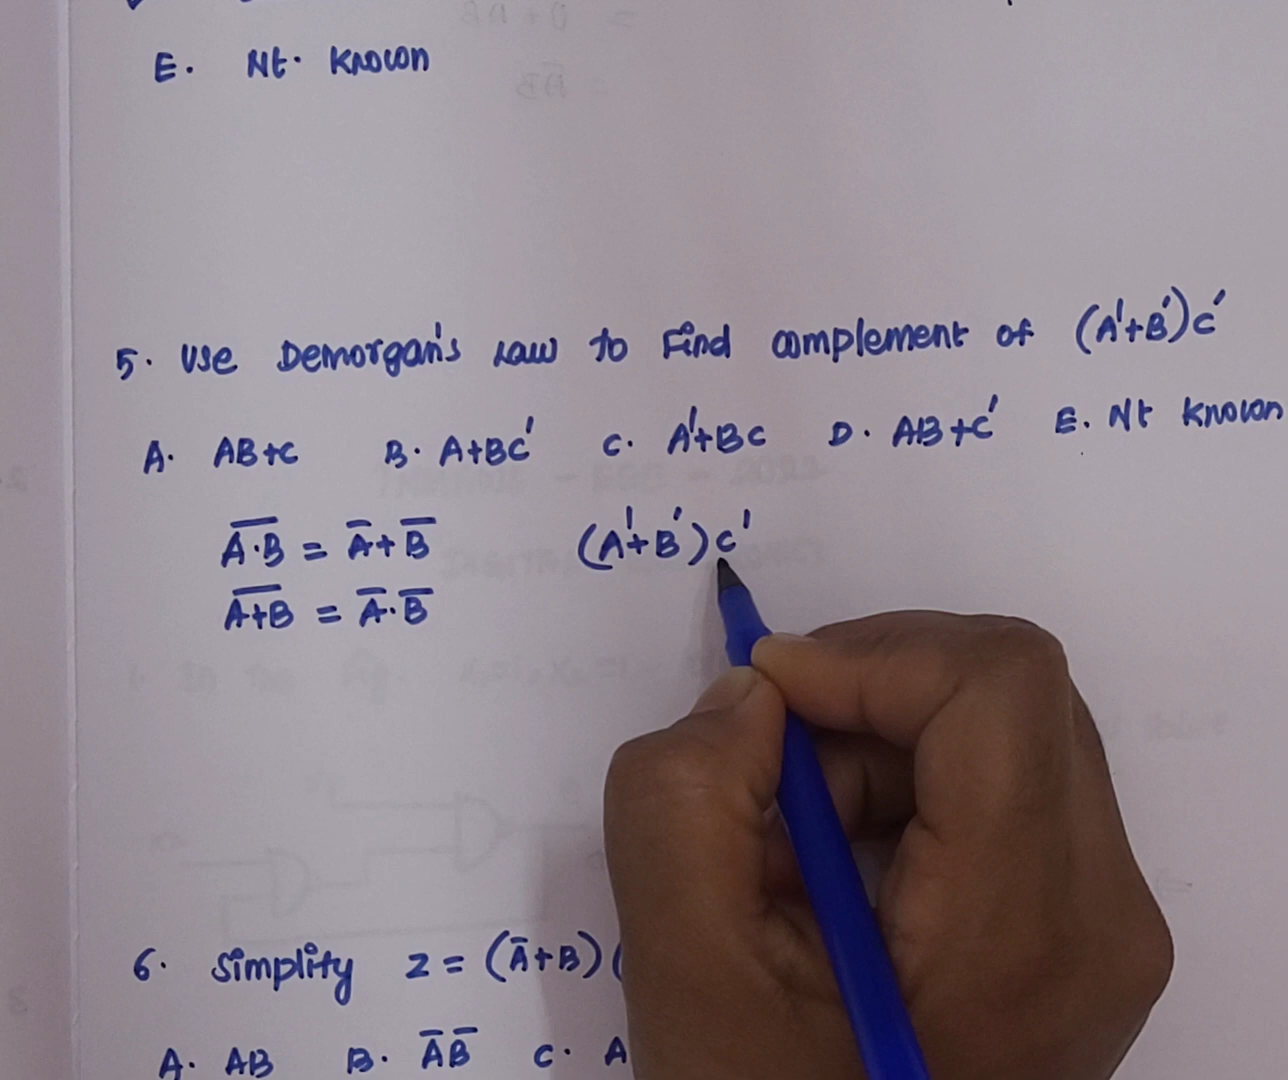 E. Nt. Known
5. Use Demorgan's Law to Find complement of (A'+B')C'
A. AB+C B. A+BC' C. A'+BC D. AB+C' E. Nt Known
A̅·̅B̅ = A̅+B̅ (A'+B')C'
A̅+̅B̅ = A̅·B̅
6. Simplify Z = (A̅+B)(
A. AB B. A̅B̅ C. A